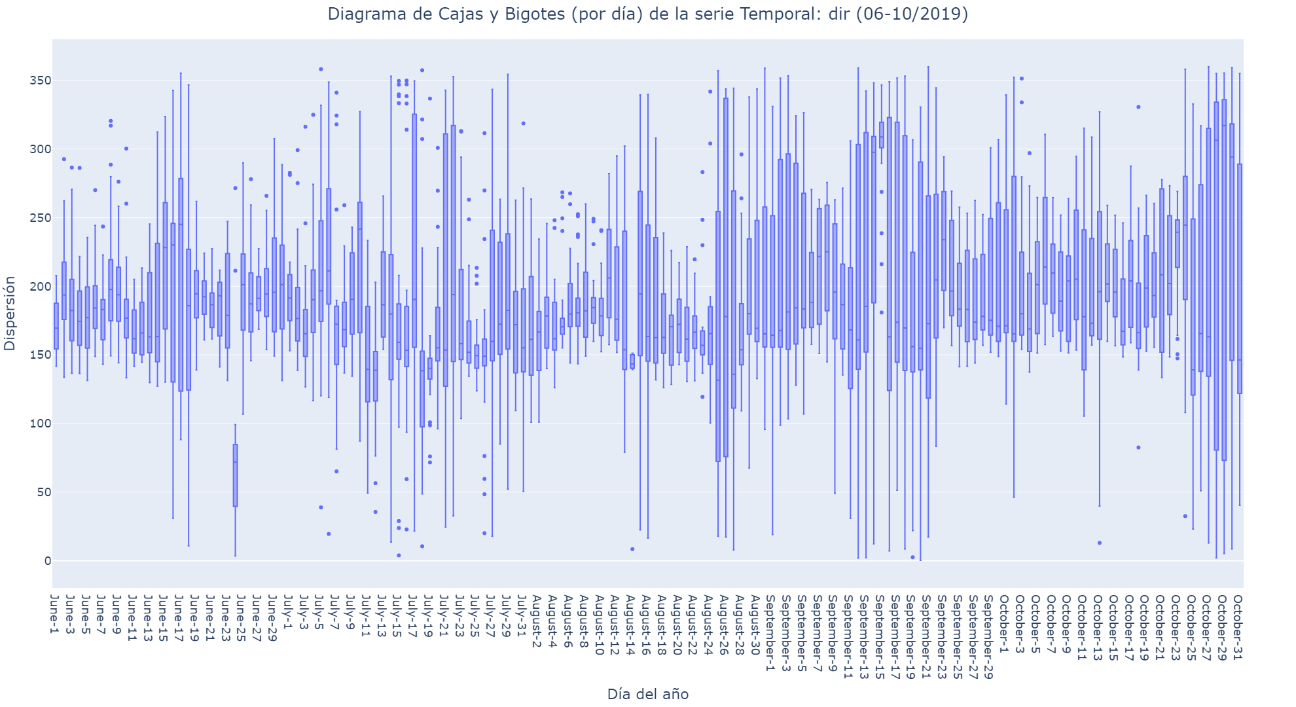 Diagrama de Cajas y Bigotes (por día) de la serie Temporal: dir (06-10/2019)
Dispersión
350
300
250
200
150
100
50
0
June-1
June-3
June-5
June-7
June-9
June-11
June-13
June-15
June-17
June-19
June-21
June-23
June-25
June-27
June-29
July-1
July-3
July-5
July-7
July-9
July-11
July-13
July-15
July-17
July-19
July-21
July-23
July-25
July-27
July-29
July-31
August-2
August-4
August-6
August-8
August-10
August-12
August-14
August-16
August-18
August-20
August-22
August-24
August-26
August-28
August-30
September-1
September-3
September-5
September-7
September-9
September-11
September-13
September-15
September-17
September-19
September-21
September-23
September-25
September-27
September-29
October-1
October-3
October-5
October-7
October-9
October-11
October-13
October-15
October-17
October-19
October-21
October-23
October-25
October-27
October-29
October-31
Día del año